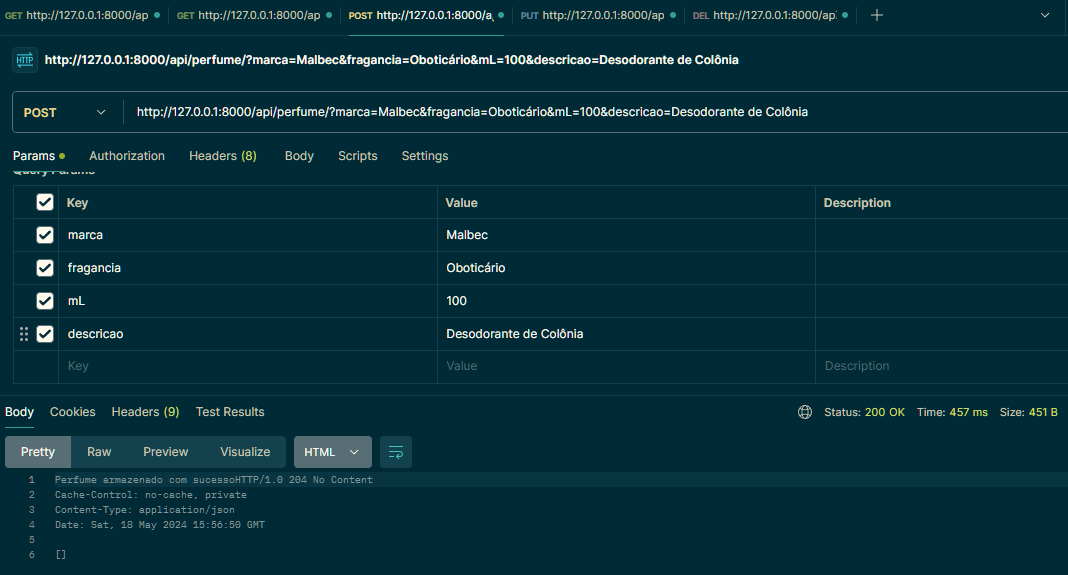 GET http://127.0.0.1:8000/ap GET http://127.0.0.1:8000/ap POST http://127.0.0.1:8000/a PUT http://127.0.0.1:8000/ap DEL http://127.0.0.1:8000/ap
HTTP http://127.0.0.1:8000/api/perfume/?marca=Malbec&fragancia=Oboticário&mL=100&descricao=Desodorante de Colônia
POST http://127.0.0.1:8000/api/perfume/?marca=Malbec&fragancia=Oboticário&mL=100&descricao=Desodorante de Colônia
Params Authorization Headers (8) Body Scripts Settings
Query Params
Key Value Description
marca Malbec
fragancia Oboticário
mL 100
descricao Desodorante de Colônia
Key Value Description
Body Cookies Headers (9) Test Results Status: 200 OK Time: 457 ms Size: 451 B
Pretty Raw Preview Visualize HTML
1 Perfume armazenado com sucessoHTTP/1.0 204 No Content
2 Cache-Control: no-cache, private
3 Content-Type: application/json
4 Date: Sat, 18 May 2024 15:56:50 GMT
5
6 []